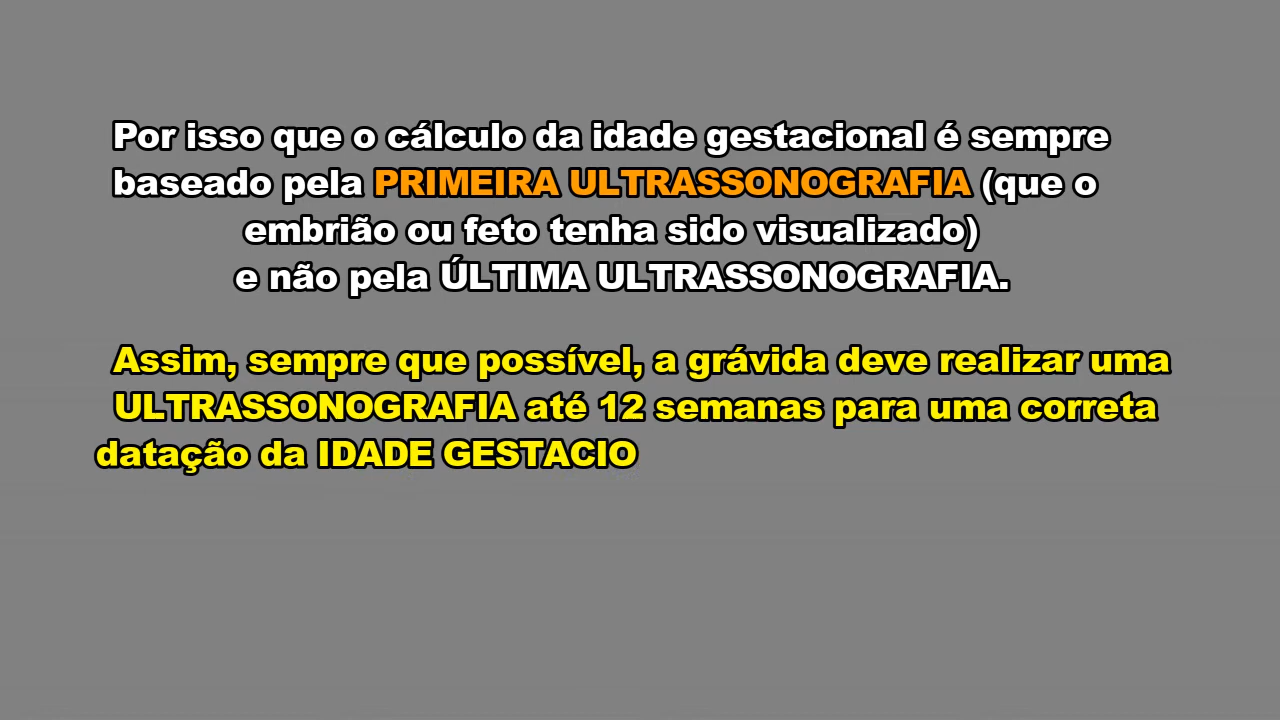 Por isso que o cálculo da idade gestacional é sempre
baseado pela PRIMEIRA ULTRASSONOGRAFIA (que o
embrião ou feto tenha sido visualizado)
e não pela ÚLTIMA ULTRASSONOGRAFIA.
Assim, sempre que possível, a grávida deve realizar uma
ULTRASSONOGRAFIA até 12 semanas para uma correta
datação da IDADE GESTACIO